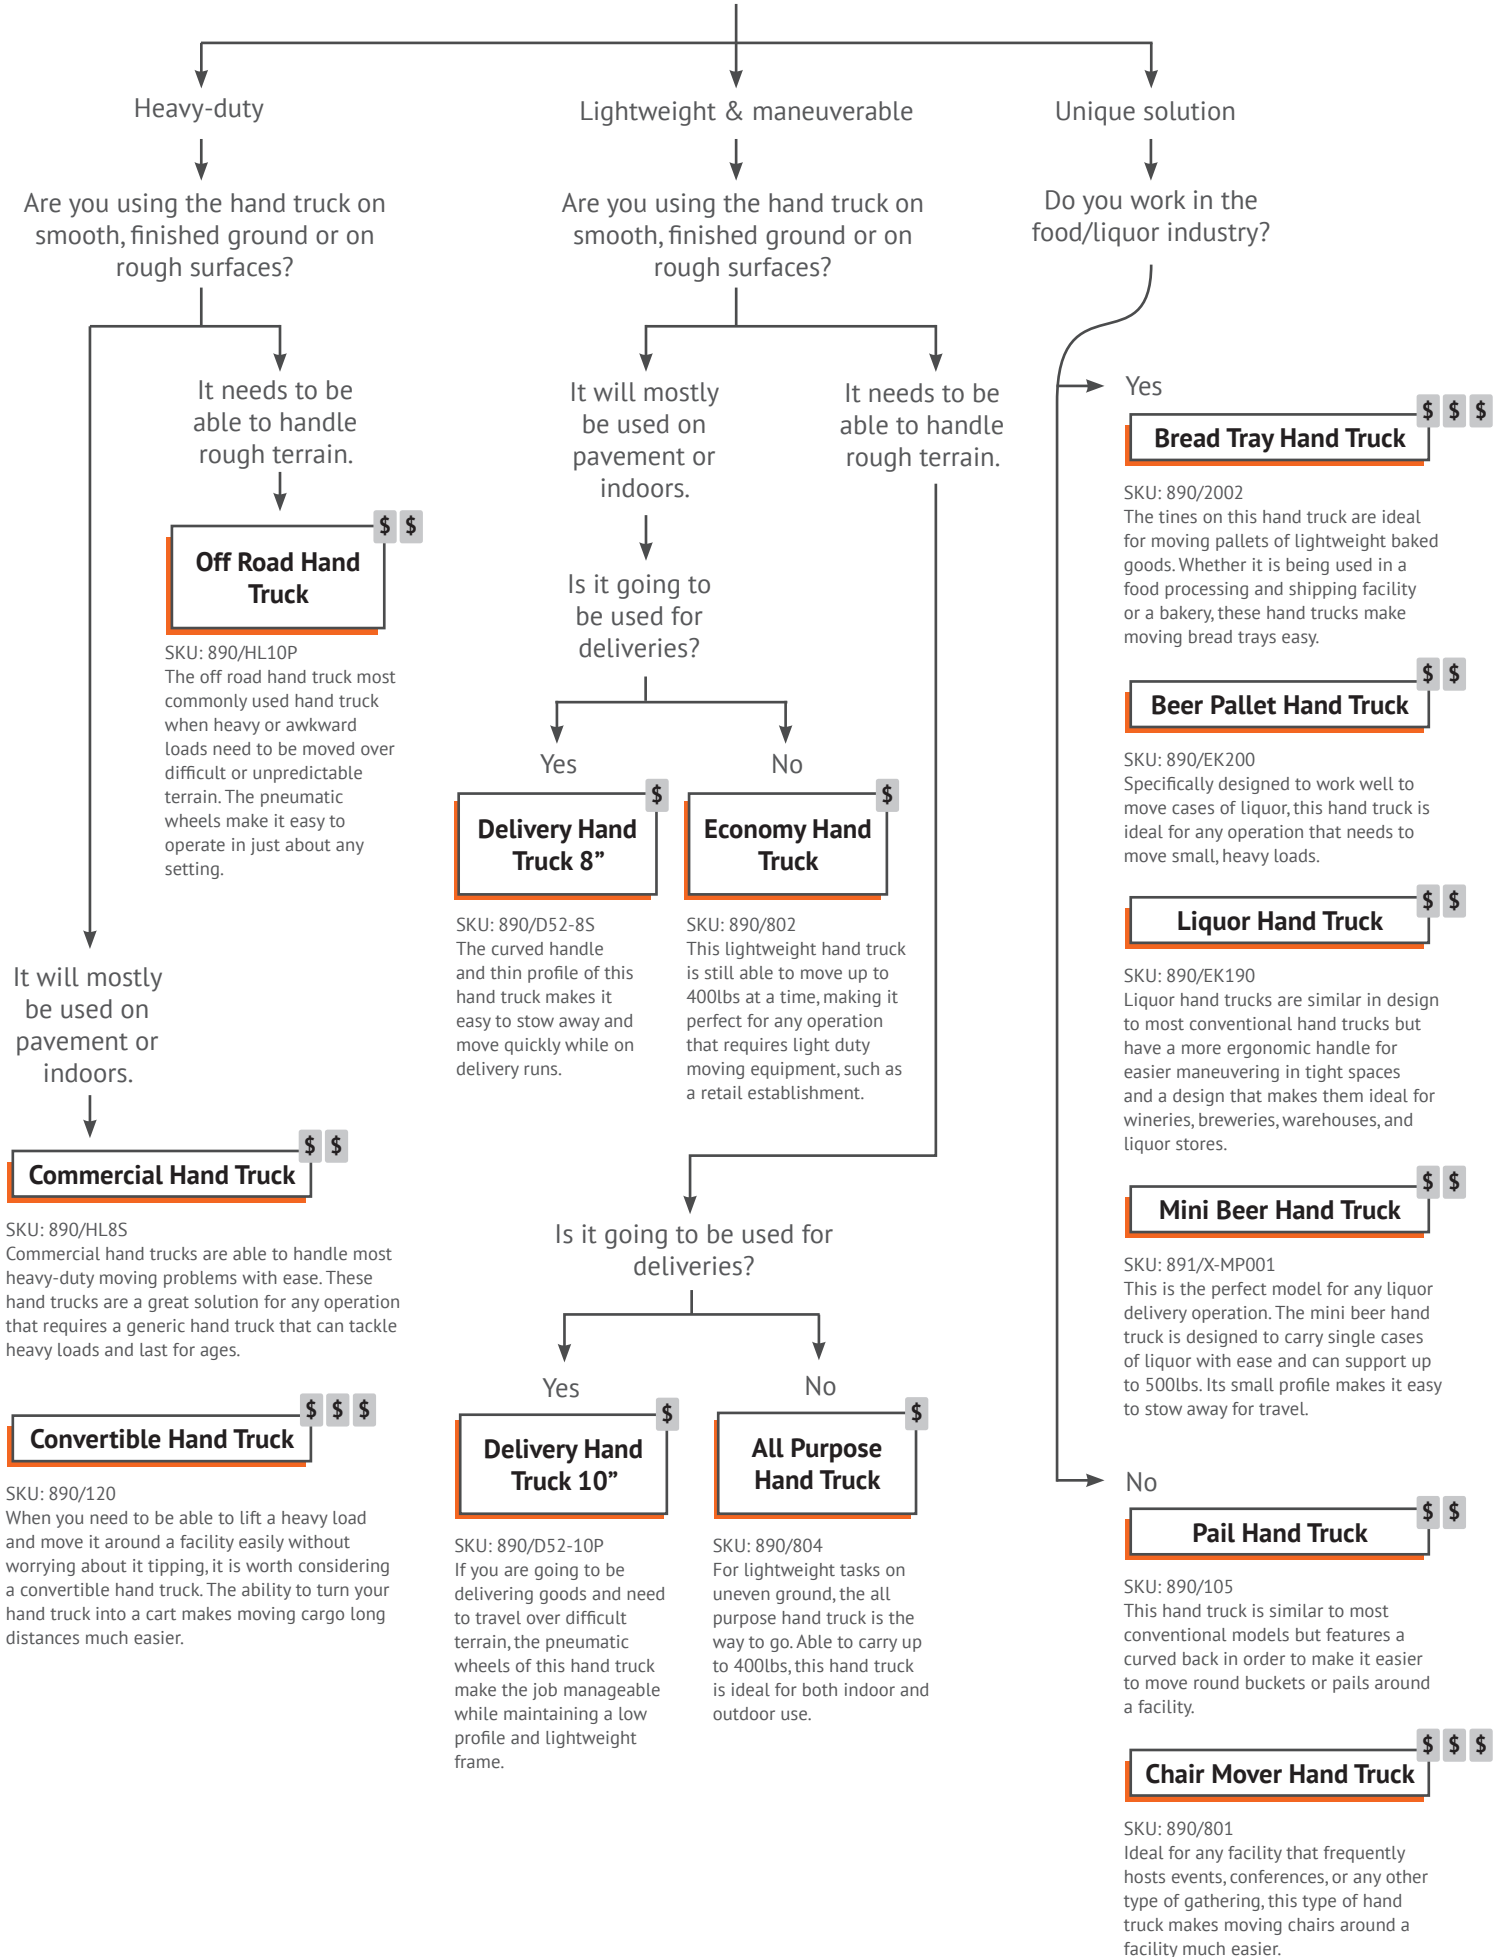 Heavy-duty
Are you using the hand truck on
smooth, finished ground or on
rough surfaces?
It needs to be
able to handle
rough terrain.
$ $
Off Road Hand
Truck
SKU: 890/HL10P
The off road hand truck most
commonly used hand truck
when heavy or awkward
loads need to be moved over
difficult or unpredictable
terrain. The pneumatic
wheels make it easy to
operate in just about any
setting.
It will mostly
be used on
pavement or
indoors.
$ $
Commercial Hand Truck
SKU: 890/HL8S
Commercial hand trucks are able to handle most
heavy-duty moving problems with ease. These
hand trucks are a great solution for any operation
that requires a generic hand truck that can tackle
heavy loads and last for ages.
$ $ $
Convertible Hand Truck
SKU: 890/120
When you need to be able to lift a heavy load
and move it around a facility easily without
worrying about it tipping, it is worth considering
a convertible hand truck. The ability to turn your
hand truck into a cart makes moving cargo long
distances much easier.
Lightweight & maneuverable
Are you using the hand truck on
smooth, finished ground or on
rough surfaces?
It will mostly
be used on
pavement or
indoors.
Is it going to
be used for
deliveries?
Yes
$
Delivery Hand
Truck 8”
SKU: 890/D52-8S
The curved handle
and thin profile of this
hand truck makes it
easy to stow away and
move quickly while on
delivery runs.
No
$
Economy Hand
Truck
SKU: 890/802
This lightweight hand truck
is still able to move up to
400lbs at a time, making it
perfect for any operation
that requires light duty
moving equipment, such as
a retail establishment.
It needs to be
able to handle
rough terrain.
Is it going to be used for
deliveries?
Yes
$
Delivery Hand
Truck 10”
SKU: 890/D52-10P
If you are going to be
delivering goods and need
to travel over difficult
terrain, the pneumatic
wheels of this hand truck
make the job manageable
while maintaining a low
profile and lightweight
frame.
No
$
All Purpose
Hand Truck
SKU: 890/804
For lightweight tasks on
uneven ground, the all
purpose hand truck is the
way to go. Able to carry up
to 400lbs, this hand truck
is ideal for both indoor and
outdoor use.
Unique solution
Do you work in the
food/liquor industry?
Yes
$ $ $
Bread Tray Hand Truck
SKU: 890/2002
The tines on this hand truck are ideal
for moving pallets of lightweight baked
goods. Whether it is being used in a
food processing and shipping facility
or a bakery, these hand trucks make
moving bread trays easy.
$ $
Beer Pallet Hand Truck
SKU: 890/EK200
Specifically designed to work well to
move cases of liquor, this hand truck is
ideal for any operation that needs to
move small, heavy loads.
$ $
Liquor Hand Truck
SKU: 890/EK190
Liquor hand trucks are similar in design
to most conventional hand trucks but
have a more ergonomic handle for
easier maneuvering in tight spaces
and a design that makes them ideal for
wineries, breweries, warehouses, and
liquor stores.
$ $
Mini Beer Hand Truck
SKU: 891/X-MP001
This is the perfect model for any liquor
delivery operation. The mini beer hand
truck is designed to carry single cases
of liquor with ease and can support up
to 500lbs. Its small profile makes it easy
to stow away for travel.
No
$ $
Pail Hand Truck
SKU: 890/105
This hand truck is similar to most
conventional models but features a
curved back in order to make it easier
to move round buckets or pails around
a facility.
$ $ $
Chair Mover Hand Truck
SKU: 890/801
Ideal for any facility that frequently
hosts events, conferences, or any other
type of gathering, this type of hand
truck makes moving chairs around a
facility much easier.